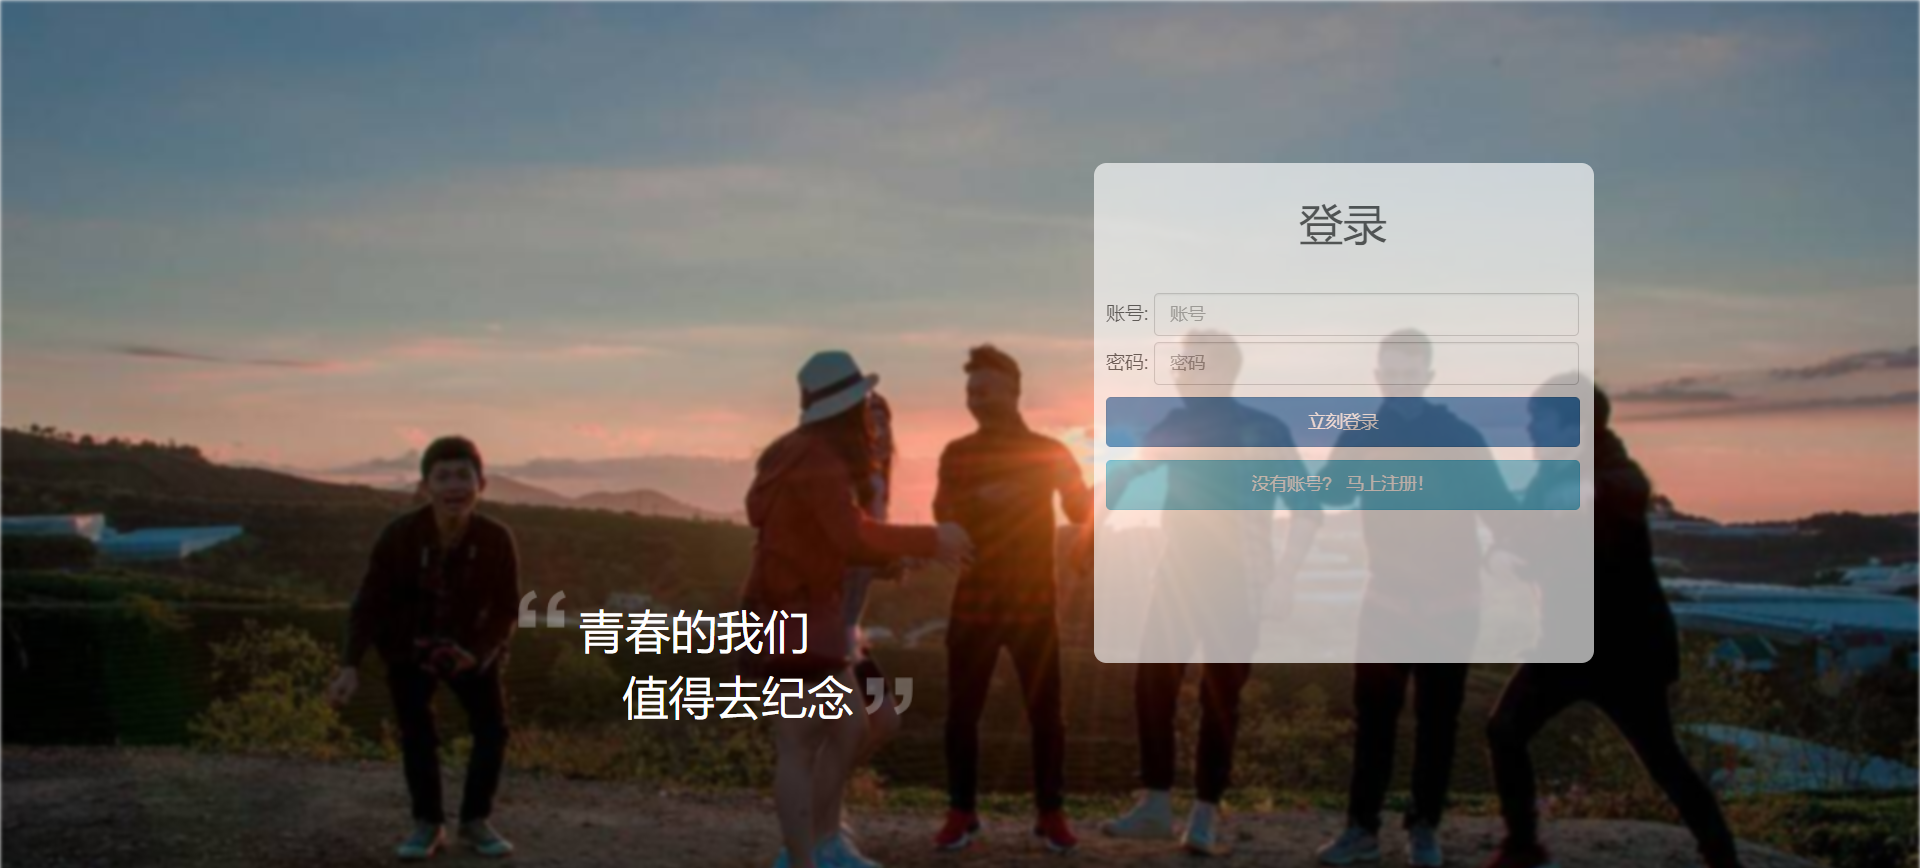 登录
账号: 账号
密码: 密码
立刻登录
没有账号? 马上注册!
“青春的我们
值得去纪念”